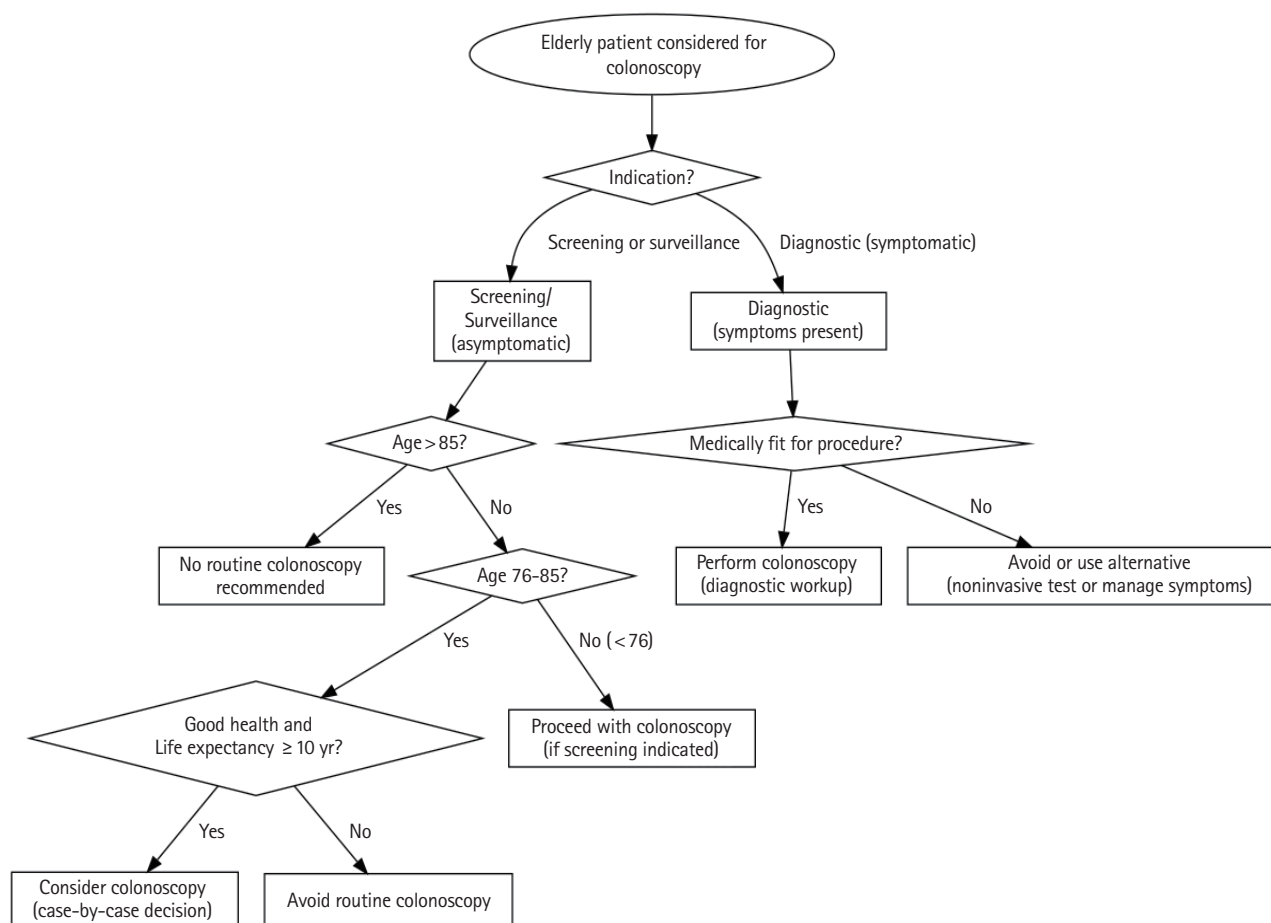 Elderly patient considered for
colonoscopy
Indication?
Screening or surveillance
Diagnostic (symptomatic)
Screening/
Surveillance
(asymptomatic)
Diagnostic
(symptoms present)
Age > 85?
Medically fit for procedure?
Yes
No
Yes
No
No routine colonoscopy
recommended
Age 76–85?
Perform colonoscopy
(diagnostic workup)
Avoid or use alternative
(noninvasive test or manage symptoms)
Yes
No (< 76)
Good health and
Life expectancy ≥ 10 yr?
Proceed with colonoscopy
(if screening indicated)
Yes
No
Consider colonoscopy
(case-by-case decision)
Avoid routine colonoscopy